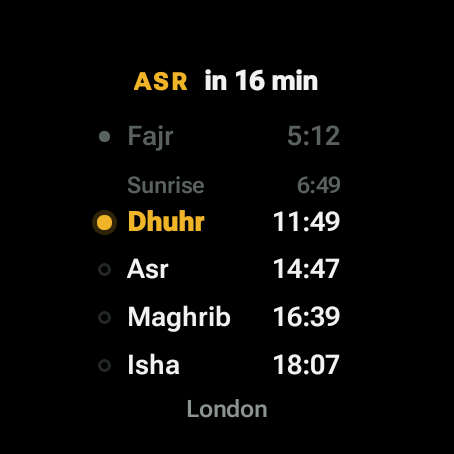 ASR in 16 min
Fajr 5:12
Sunrise 6:49
Dhuhr 11:49
Asr 14:47
Maghrib 16:39
Isha 18:07
London